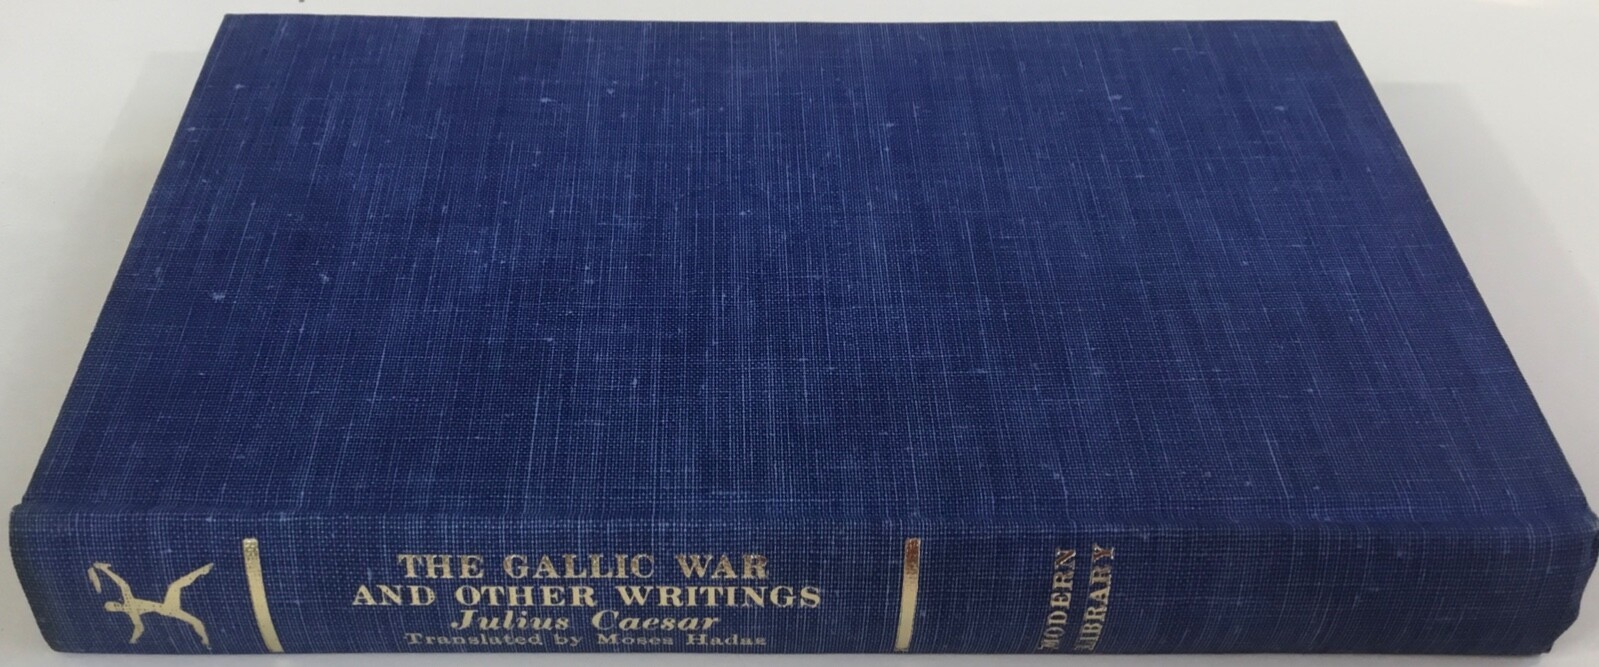 THE GALLIC WAR
AND OTHER WRITINGS
Julius Caesar
Translated by Moses Hadas
MODERN
LIBRARY